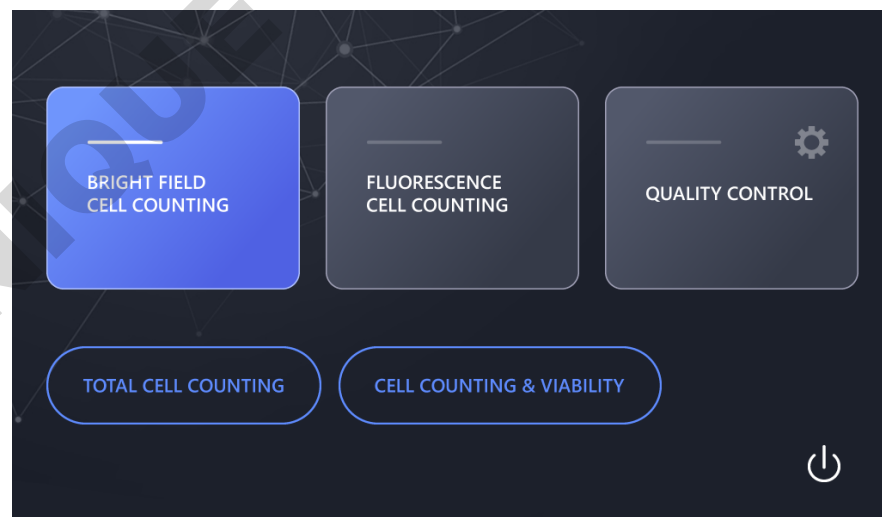 BRIGHT FIELD
CELL COUNTING
FLUORESCENCE
CELL COUNTING
QUALITY CONTROL
TOTAL CELL COUNTING
CELL COUNTING & VIABILITY